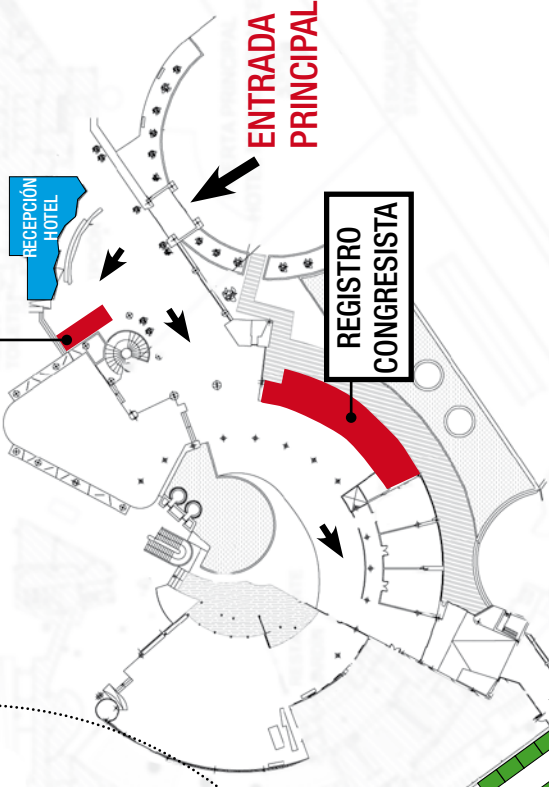 RECEPCIÓN
HOTEL
ENTRADA
PRINCIPAL
REGISTRO
CONGRESISTA